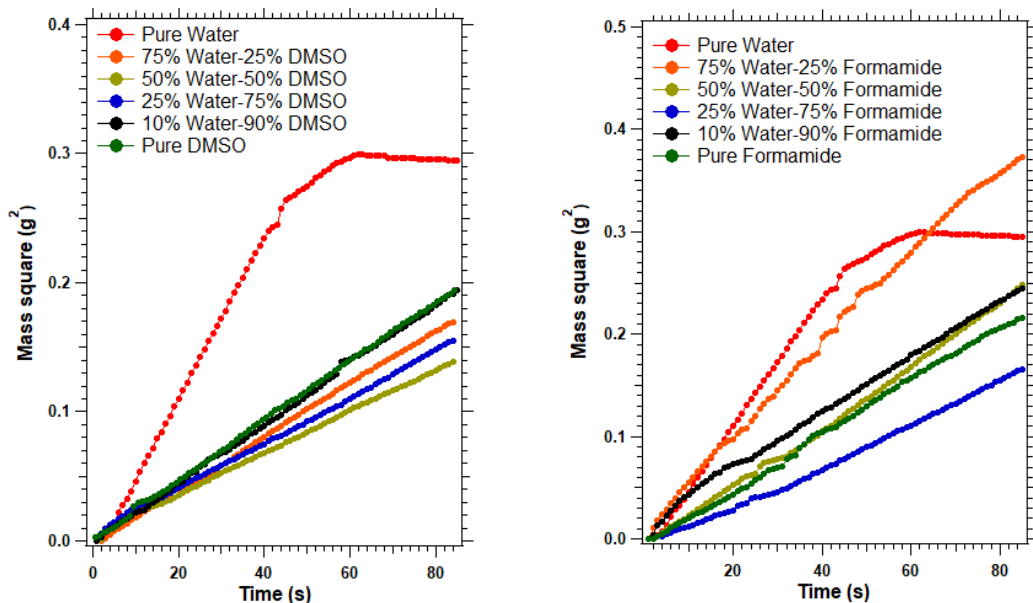 0.4
0.3
0.2
0.1
0.0
Mass square (g²)
Pure Water
75% Water-25% DMSO
50% Water-50% DMSO
25% Water-75% DMSO
10% Water-90% DMSO
Pure DMSO
0
20
40
60
80
Time (s)
0.5
0.4
0.3
0.2
0.1
0.0
Mass square (g²)
Pure Water
75% Water-25% Formamide
50% Water-50% Formamide
25% Water-75% Formamide
10% Water-90% Formamide
Pure Formamide
20
40
60
80
Time (s)